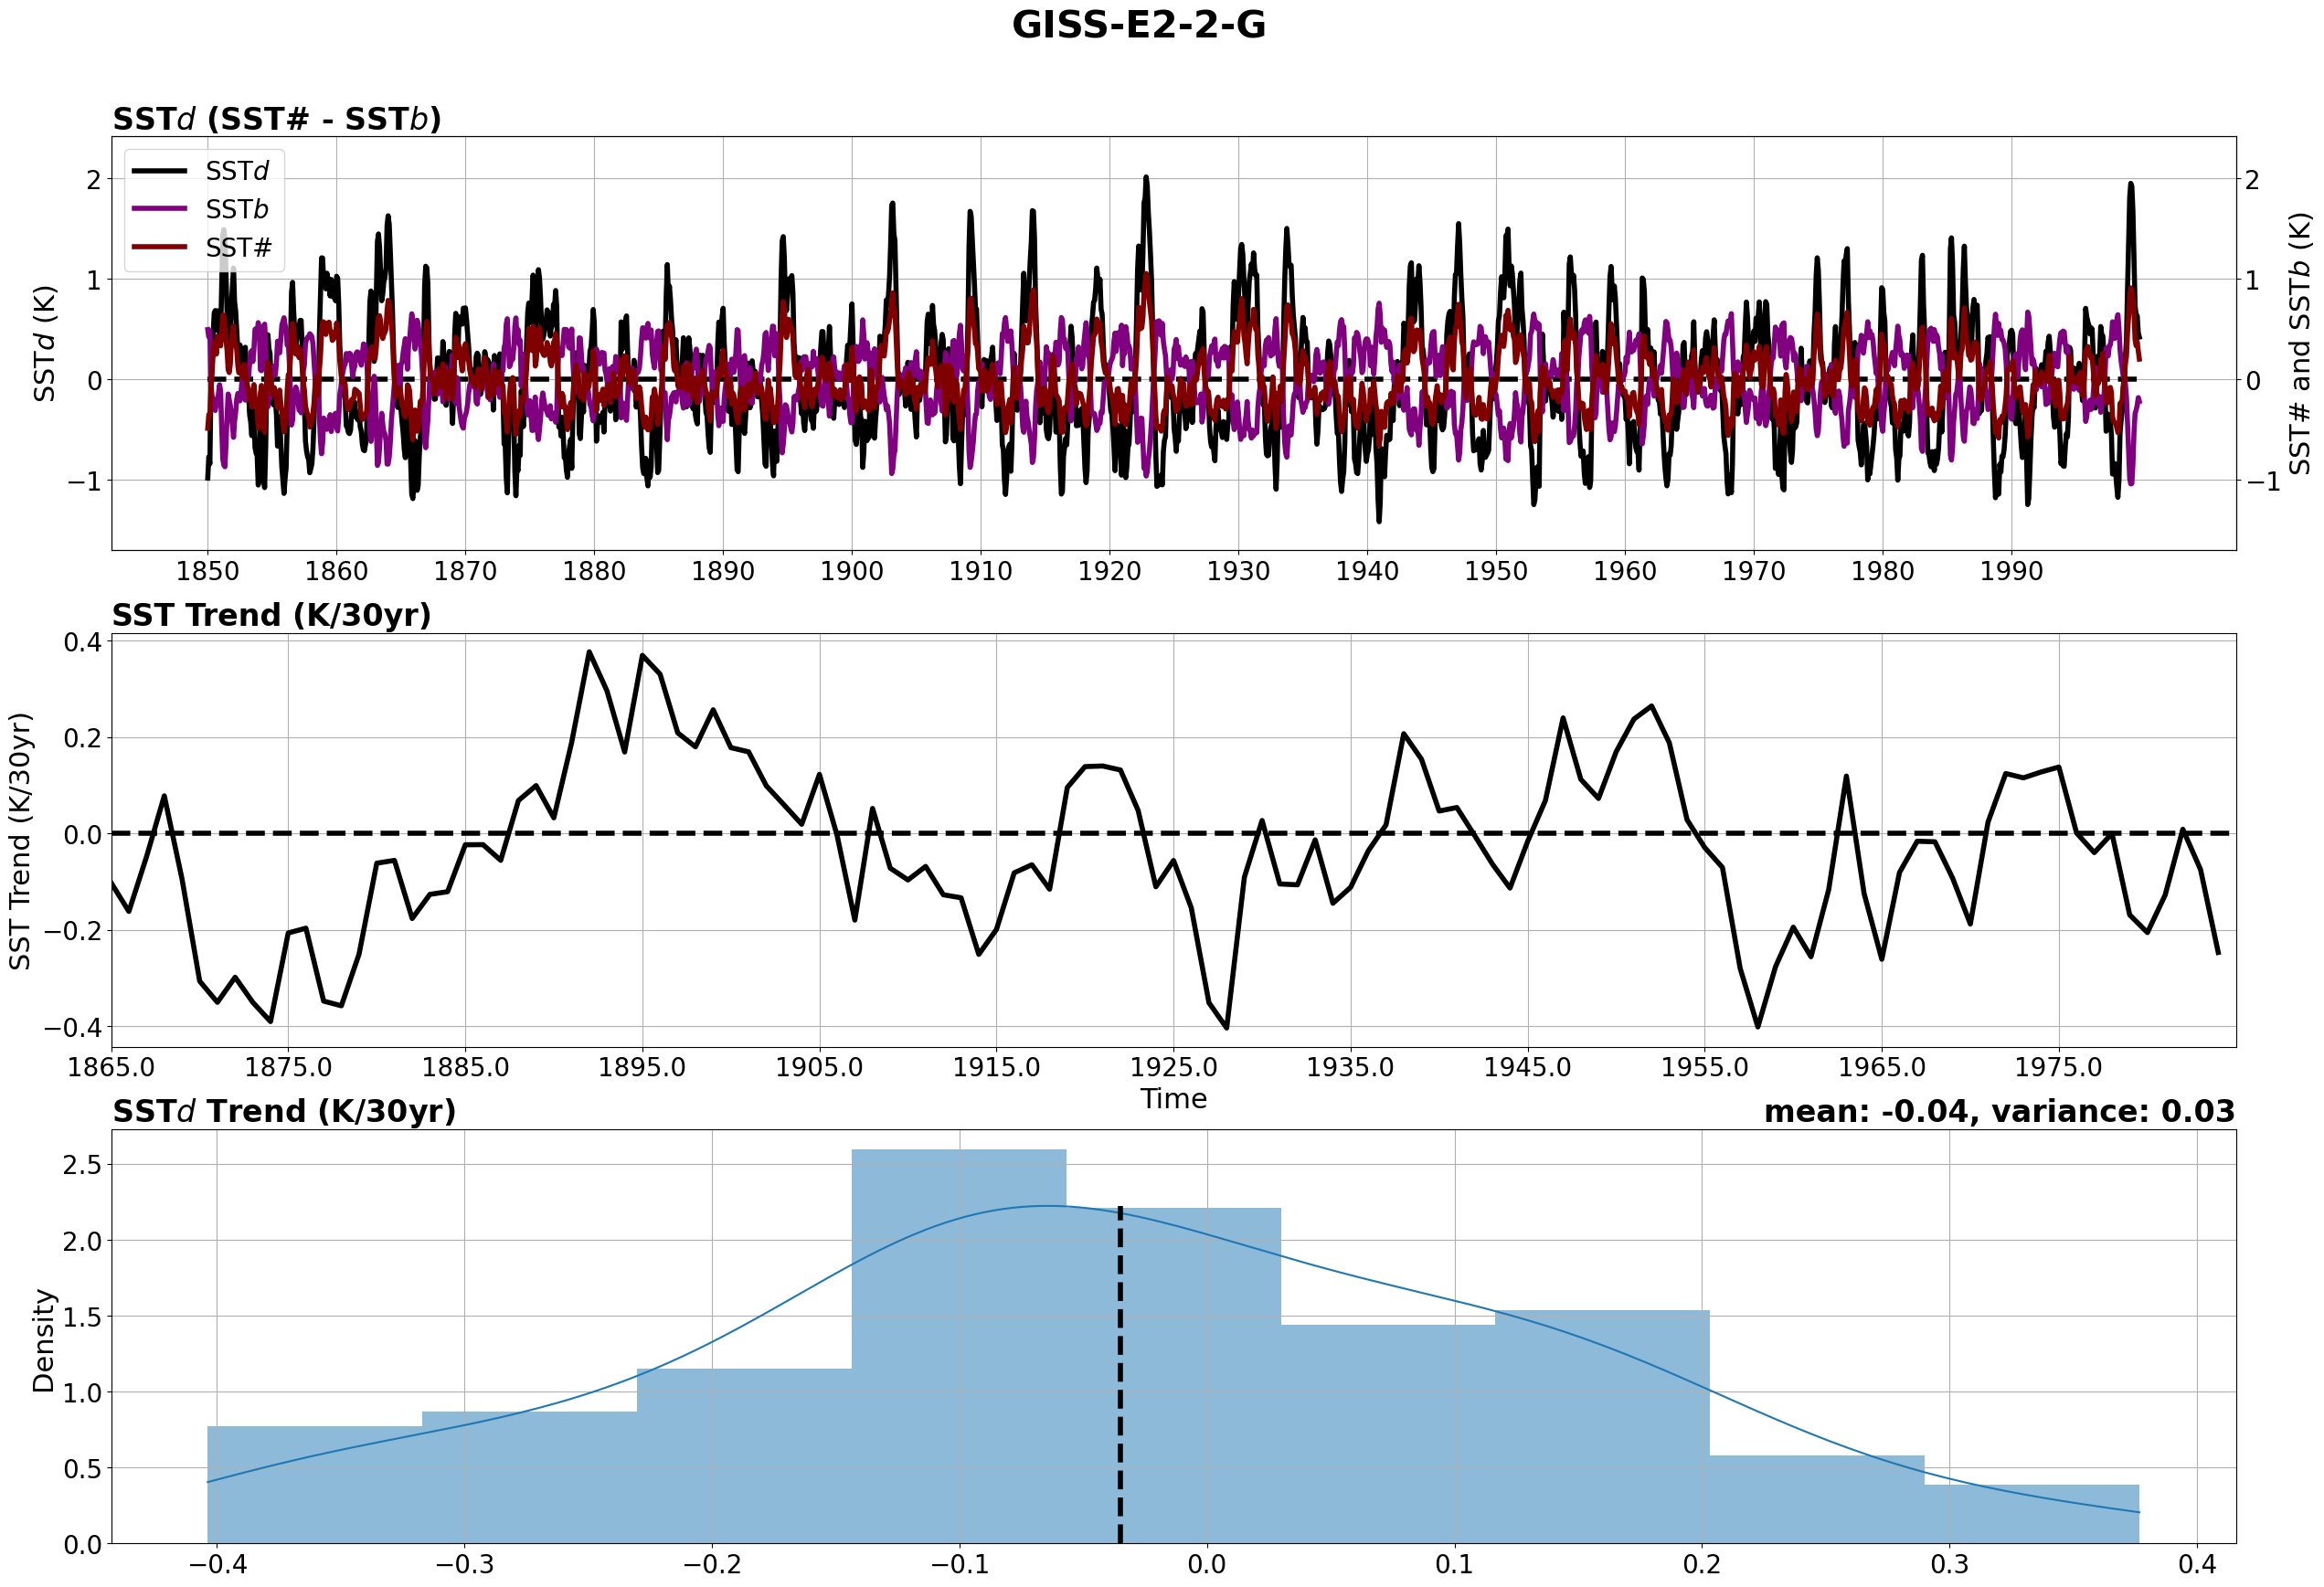 GISS-E2-2-G
SSTd (SST# - SSTb)
SSTd
SSTb
SST#
2
1
0
−1
SSTd (K)
2
1
0
−1
SST# and SSTb (K)
1850 1860 1870 1880 1890 1900 1910 1920 1930 1940 1950 1960 1970 1980 1990
SST Trend (K/30yr)
0.4
0.2
0.0
−0.2
−0.4
SST Trend (K/30yr)
1865.0 1875.0 1885.0 1895.0 1905.0 1915.0 1925.0 1935.0 1945.0 1955.0 1965.0 1975.0
Time
SSTd Trend (K/30yr) mean: -0.04, variance: 0.03
2.5
2.0
1.5
1.0
0.5
0.0
Density
−0.4 −0.3 −0.2 −0.1 0.0 0.1 0.2 0.3 0.4